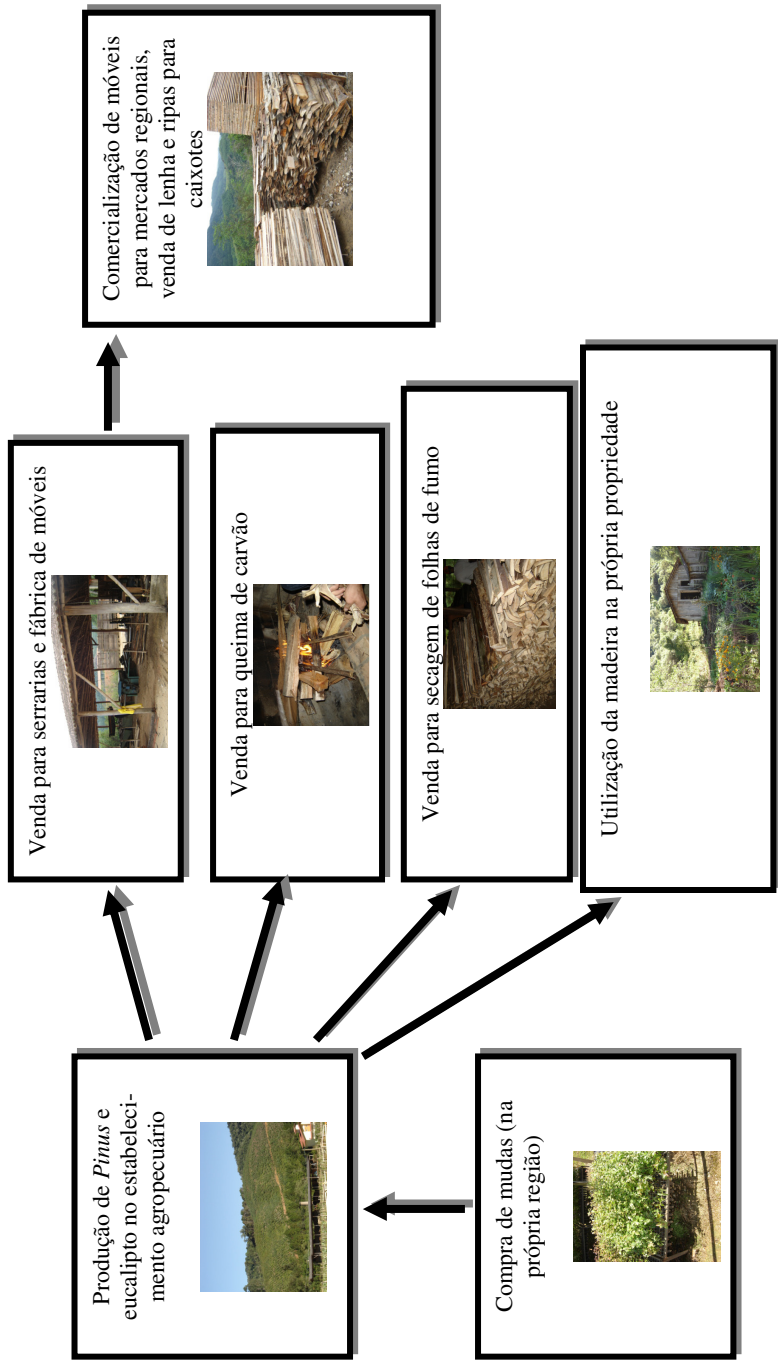 Compra de mudas (na
própria região)
Produção de Pinus e
eucalipto no estabeleci-
mento agropecuário
Venda para serrarias e fábrica de móveis
Venda para queima de carvão
Venda para secagem de folhas de fumo
Utilização da madeira na própria propriedade
Comercialização de móveis
para mercados regionais,
venda de lenha e ripas para
caixotes